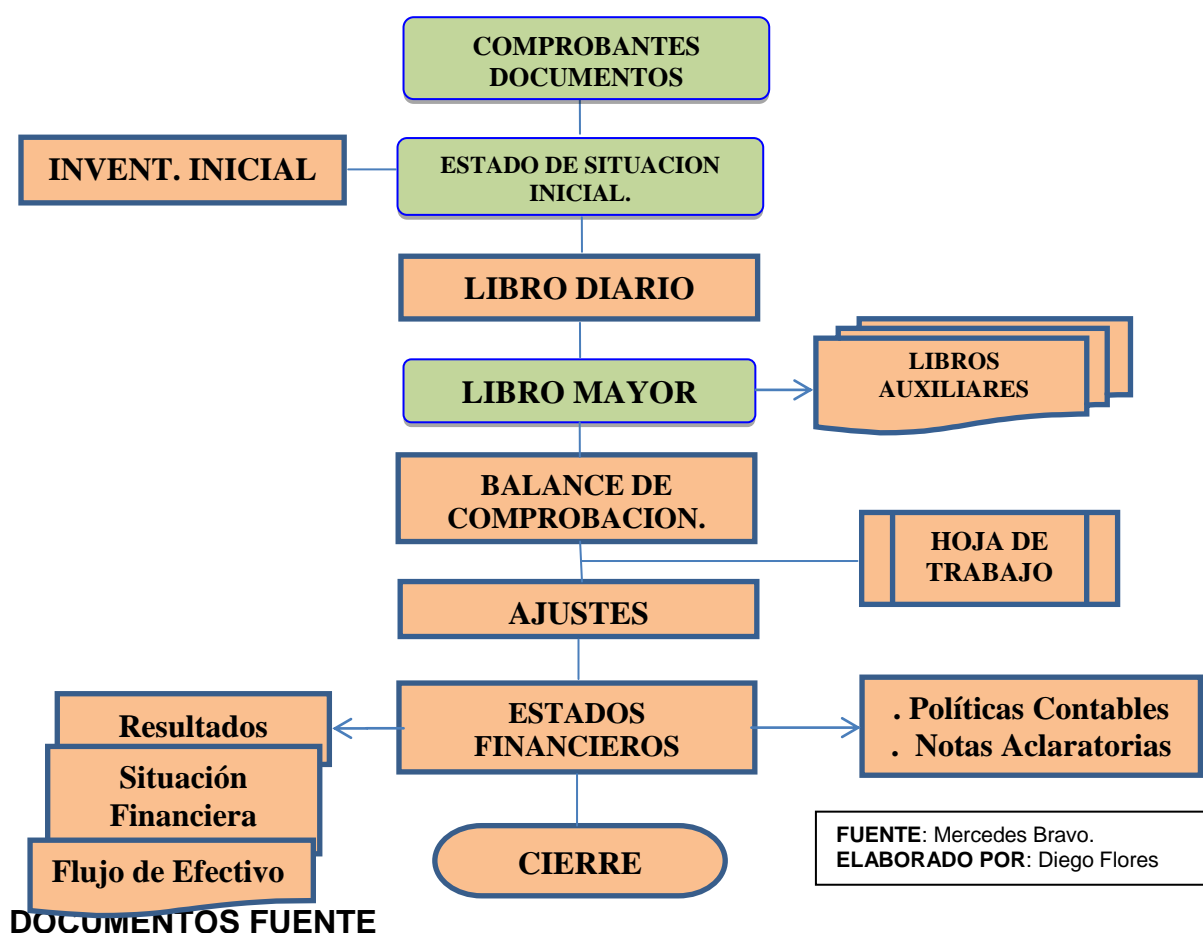 COMPROBANTES
DOCUMENTOS
INVENT. INICIAL
ESTADO DE SITUACION
INICIAL.
LIBRO DIARIO
LIBRO MAYOR
LIBROS
AUXILIARES
BALANCE DE
COMPROBACION.
HOJA DE
TRABAJO
AJUSTES
ESTADOS
FINANCIEROS
Resultados
Situación
Financiera
Flujo de Efectivo
. Políticas Contables
. Notas Aclaratorias
CIERRE
FUENTE: Mercedes Bravo.
ELABORADO POR: Diego Flores
DOCUMENTOS FUENTE